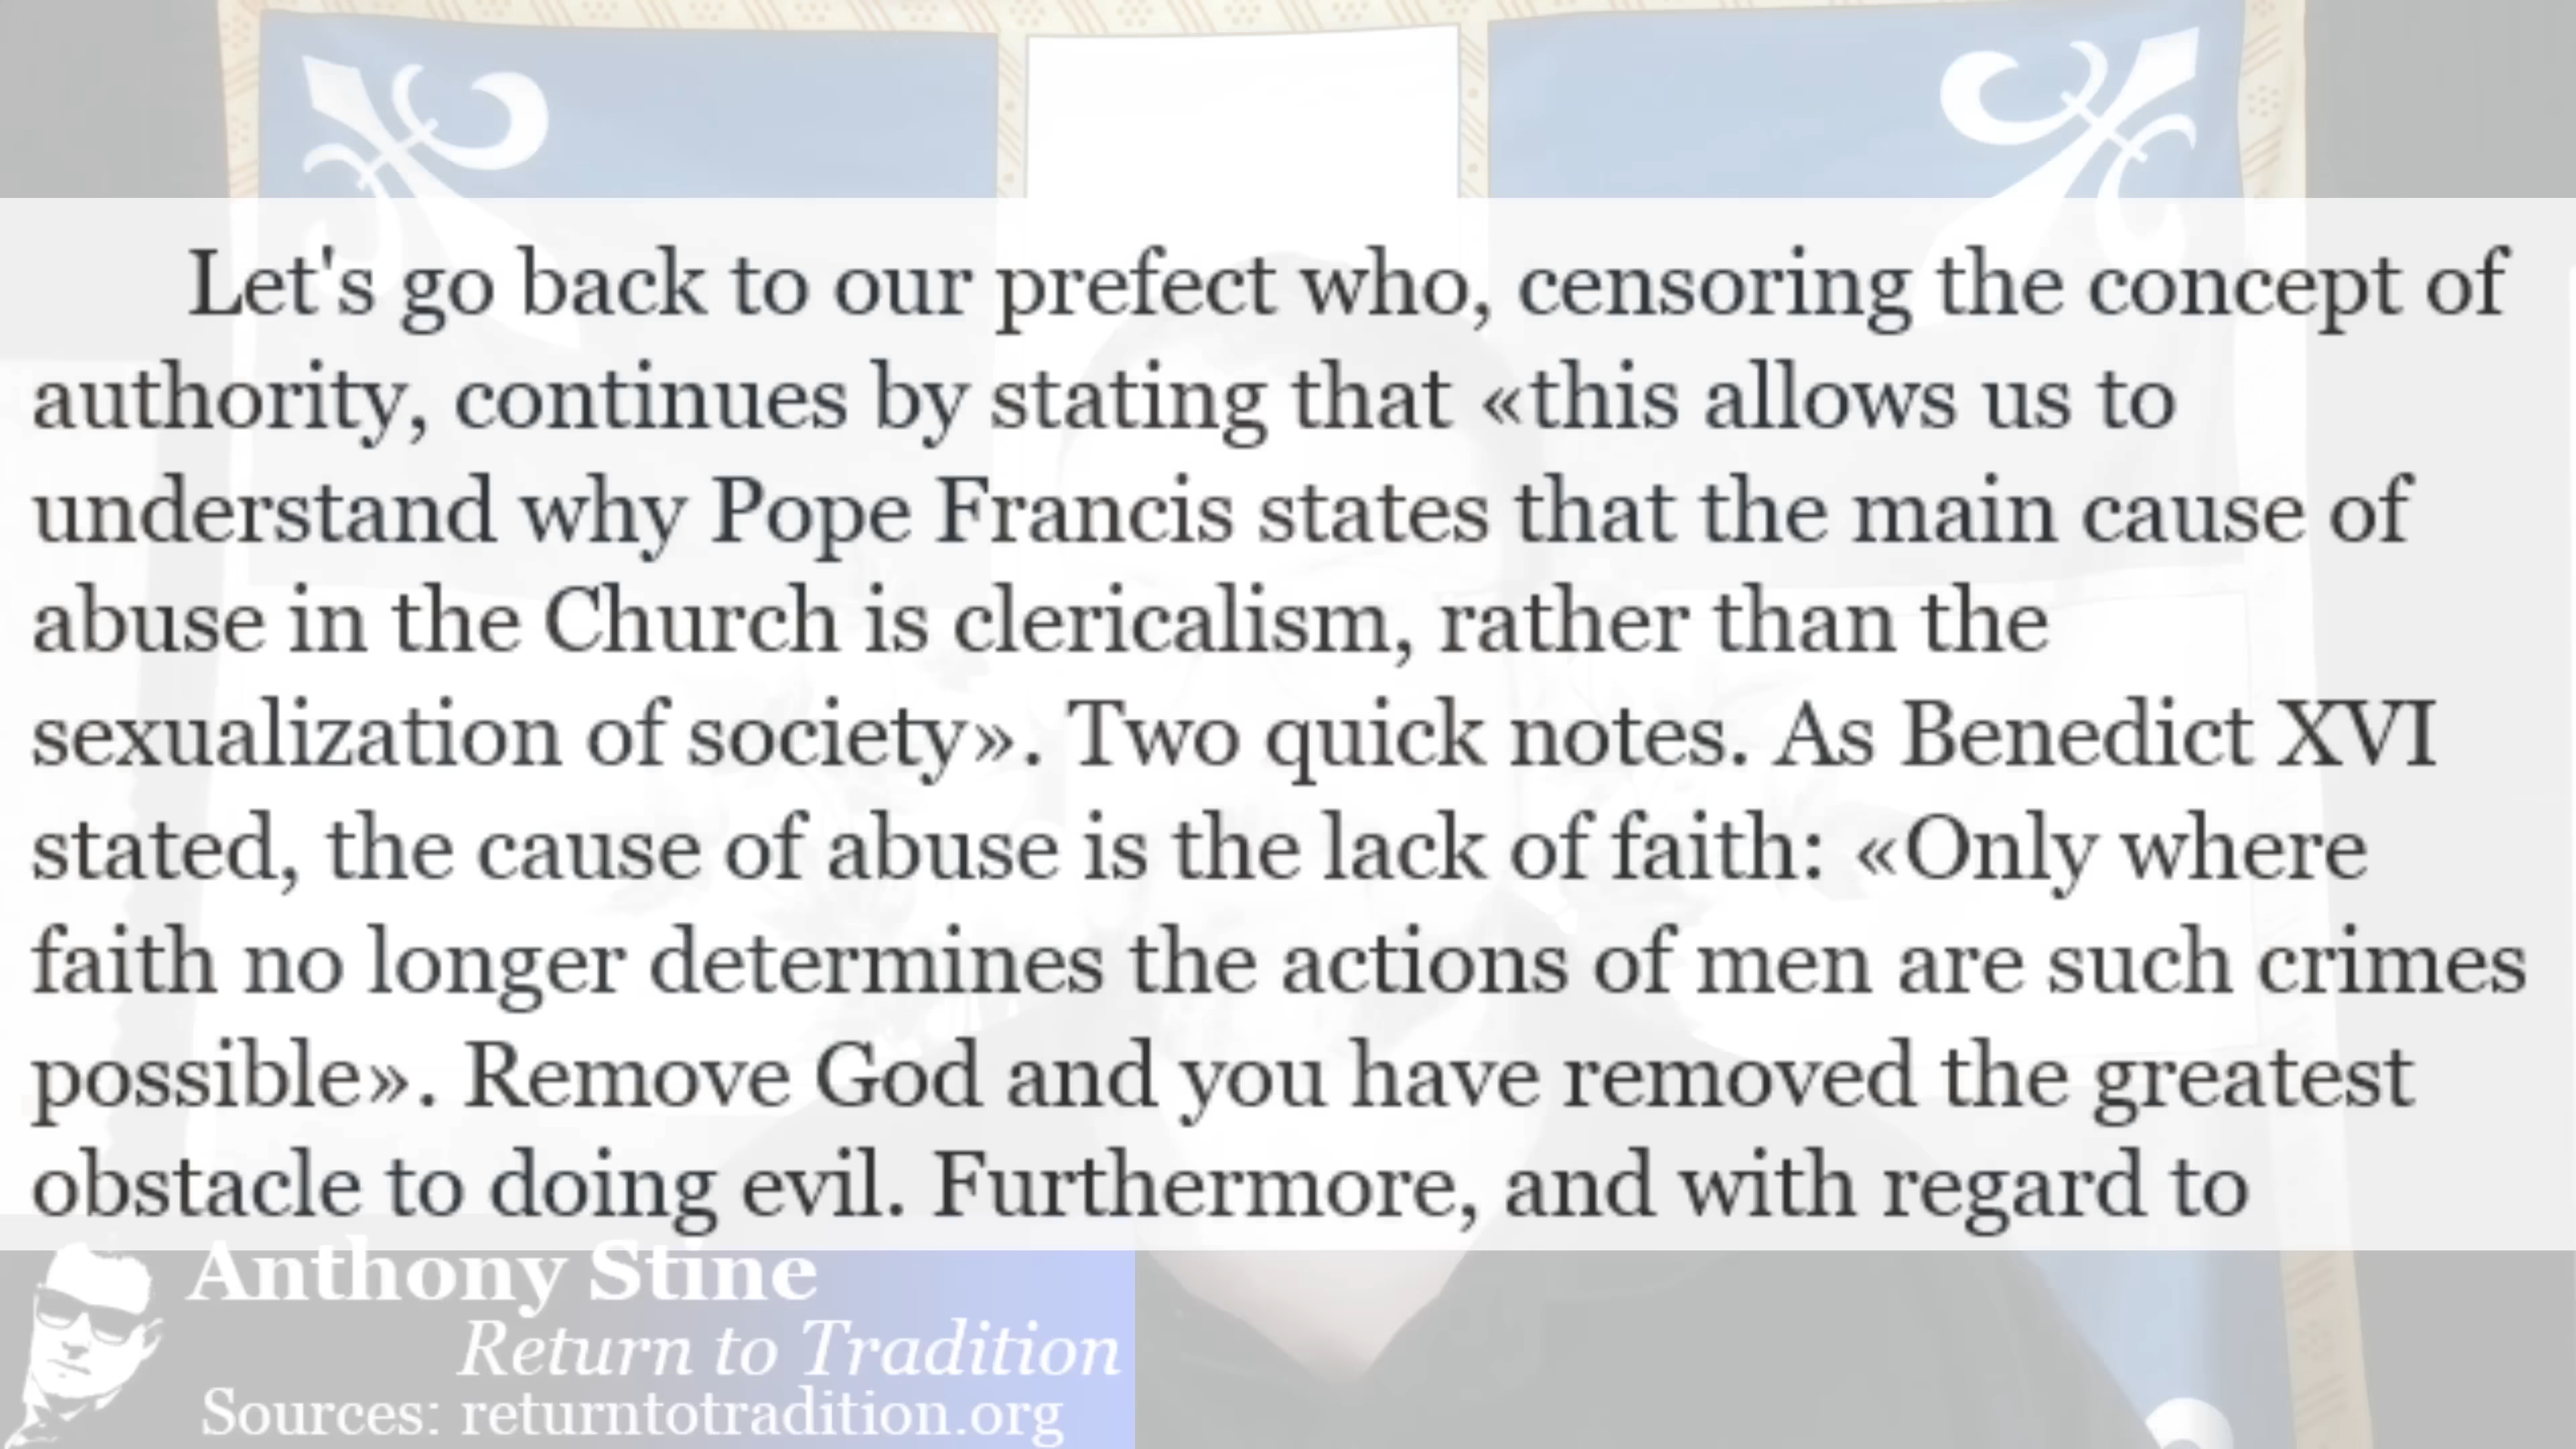 Let's go back to our prefect who, censoring the concept of
authority, continues by stating that «this allows us to
understand why Pope Francis states that the main cause of
abuse in the Church is clericalism, rather than the
sexualization of society». Two quick notes. As Benedict XVI
stated, the cause of abuse is the lack of faith: «Only where
faith no longer determines the actions of men are such crimes
possible». Remove God and you have removed the greatest
obstacle to doing evil. Furthermore, and with regard to
Anthony Stine
Return to Tradition
Sources: returntotradition.org